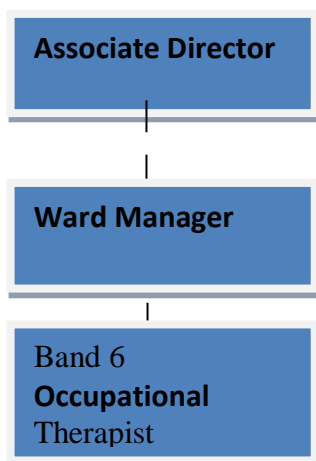 Associate Director
Ward Manager
Band 6
Occupational
Therapist